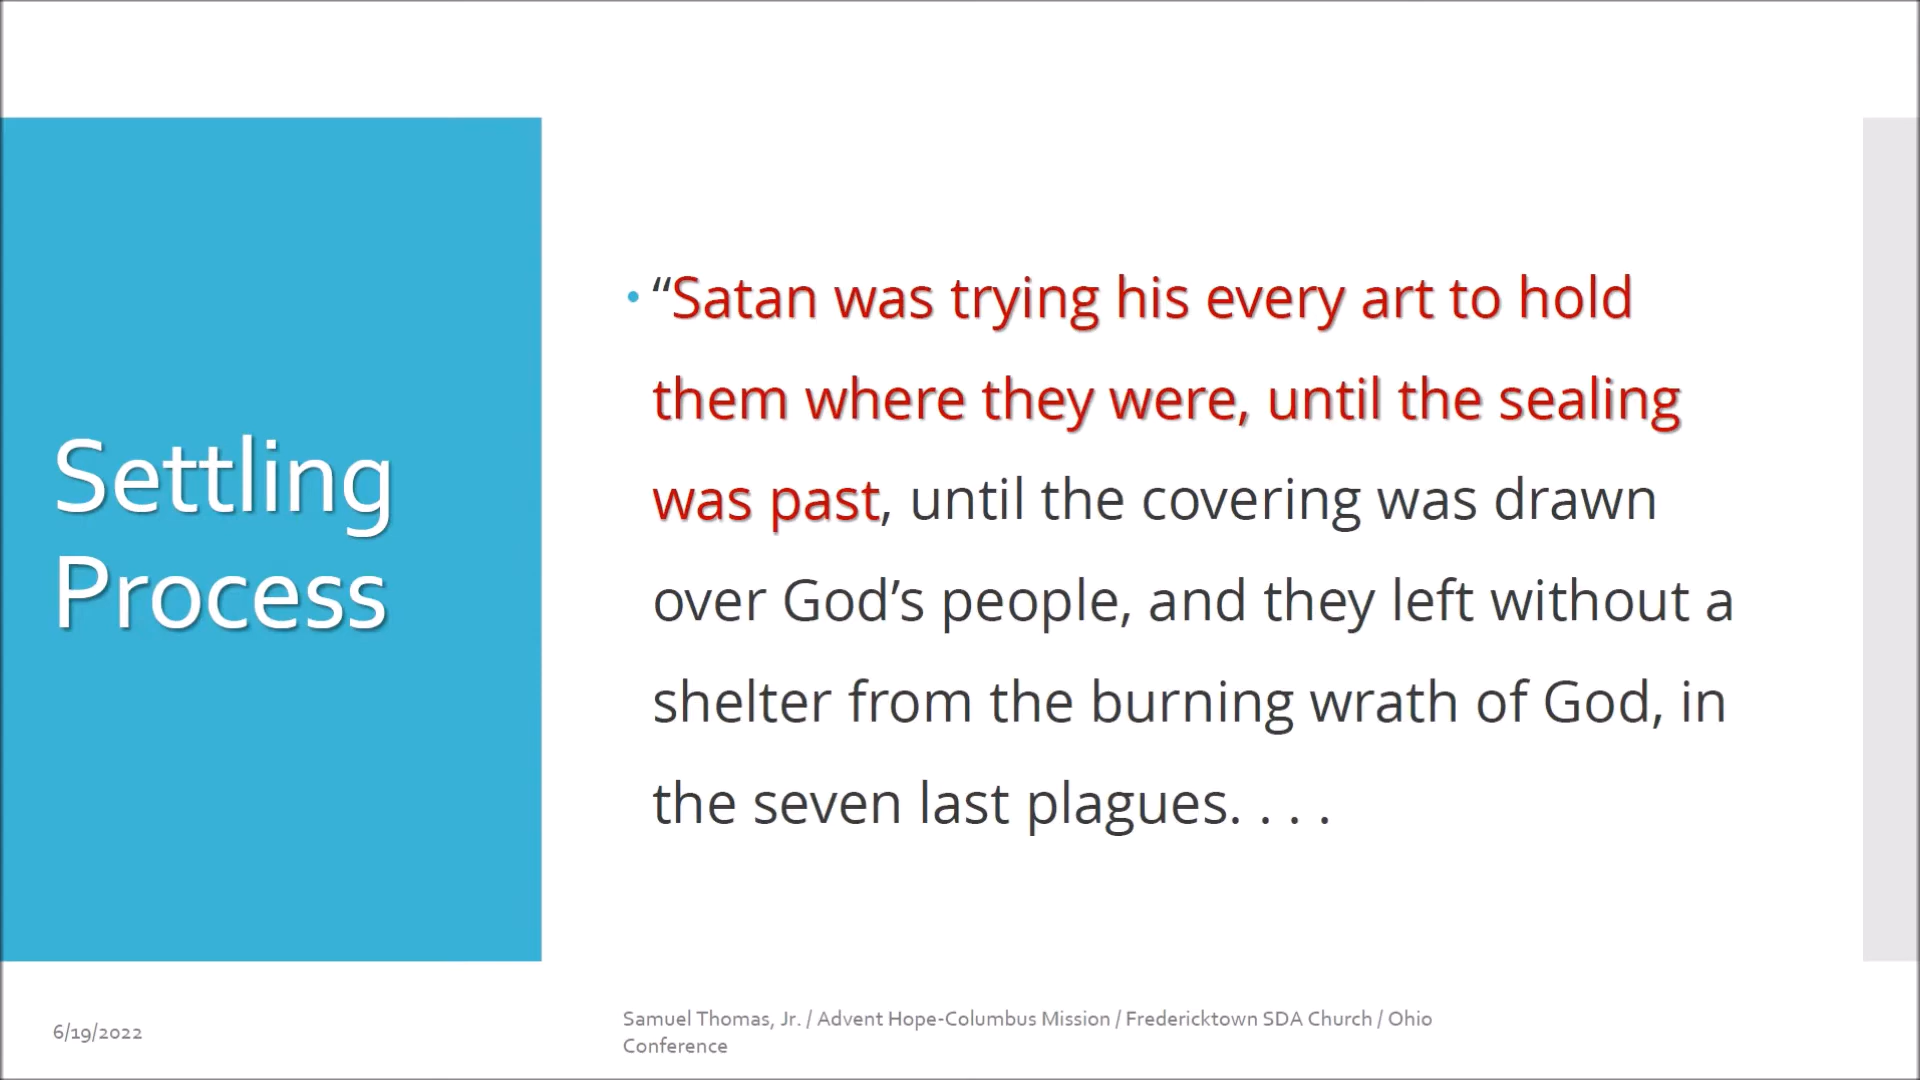 Settling
Process
• “Satan was trying his every art to hold
them where they were, until the sealing
was past, until the covering was drawn
over God’s people, and they left without a
shelter from the burning wrath of God, in
the seven last plagues. . . .
6/19/2022
Samuel Thomas, Jr. / Advent Hope-Columbus Mission / Fredericktown SDA Church / Ohio
Conference